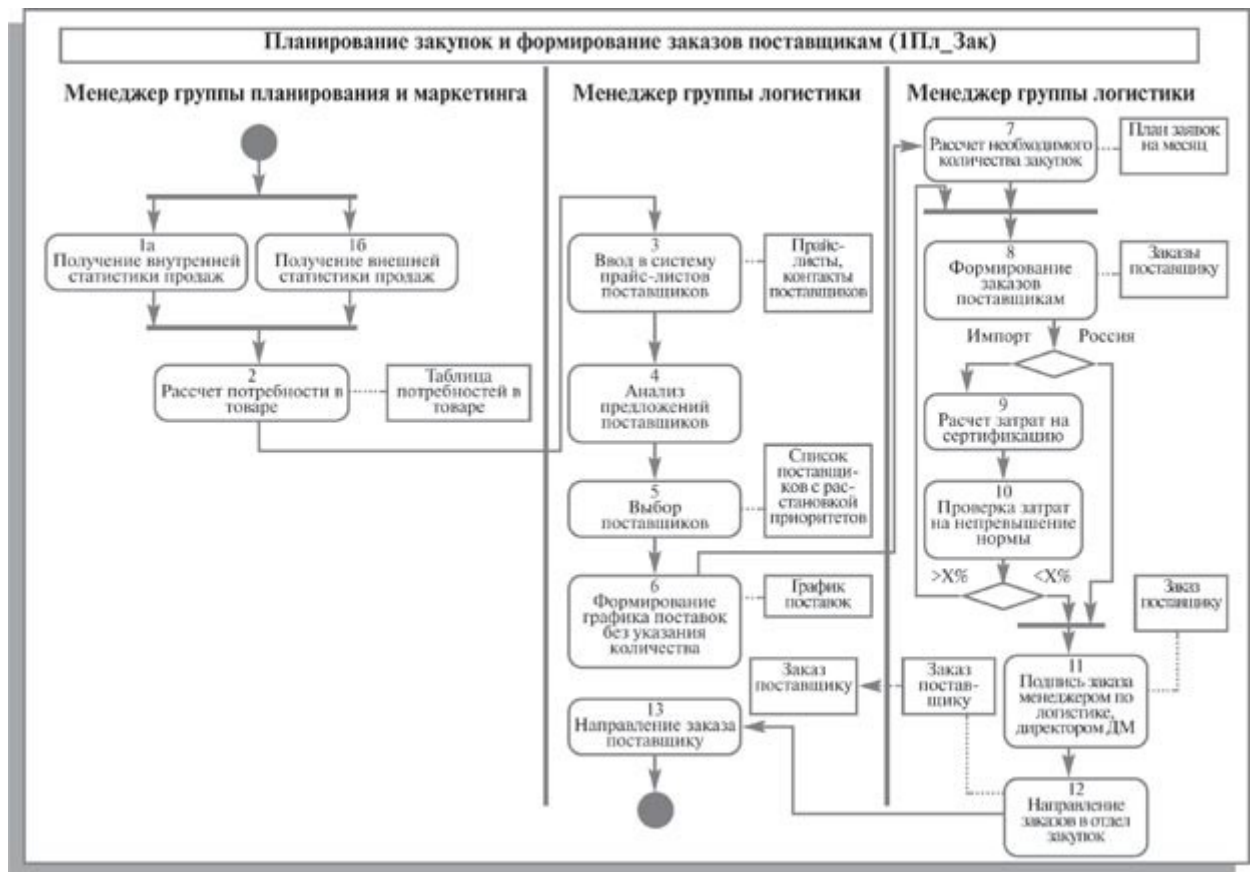 Планирование закупок и формирование заказов поставщикам (1Пл_Зак)
Менеджер группы планирования и маркетинга
1а
Получение внутренней
статистики продаж
1б
Получение внешней
статистики продаж
2
Рассчет потребности в
товаре
Таблица
потребностей в
товаре
Менеджер группы логистики
3
Ввод в систему
прайс-листов
поставщиков
Прайс-
листы,
контакты
поставщиков
4
Анализ
предложений
поставщиков
5
Выбор
поставщиков
Список
поставщи-
ков с рас-
становкой
приоритетов
6
Формирование
графика поставок
без указания
количества
График
поставок
Заказ
поставщику
13
Направление заказа
поставщику
Менеджер группы логистики
7
Рассчет необходимого
количества закупок
План заявок
на месяц
8
Формирование
заказов
поставщикам
Заказы
поставщику
Импорт
Россия
9
Расчет затрат на
сертификацию
10
Проверка затрат
на непревышение
нормы
>X%
<X%
Заказ
поставщику
Заказ
постав-
щику
11
Подпись заказа
менеджером по
логистике,
директором ДМ
12
Направление
заказов в отдел
закупок